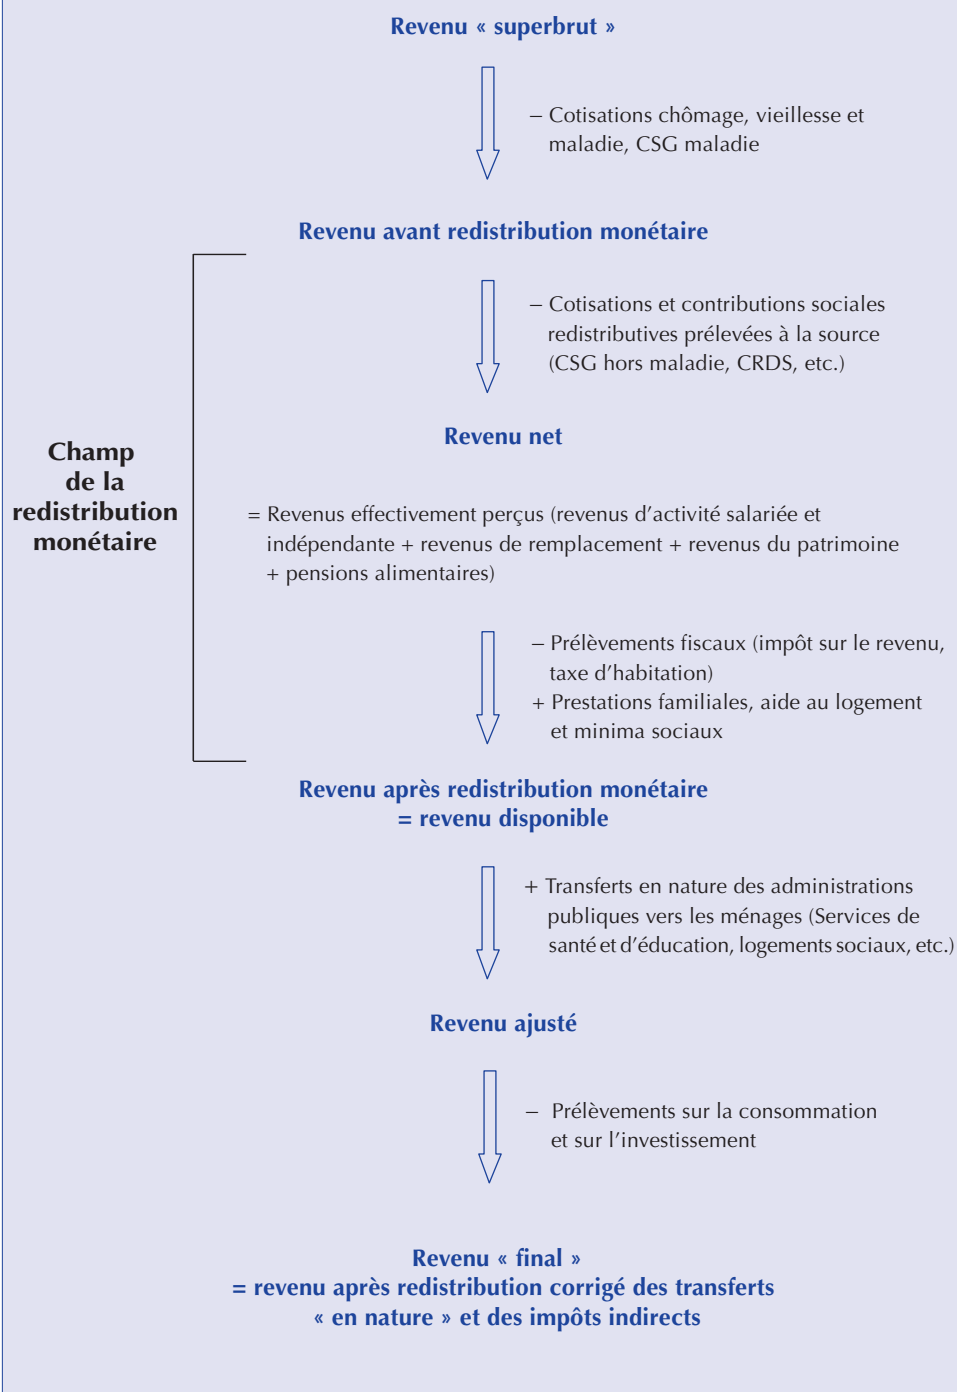 Revenu « superbrut »
– Cotisations chômage, vieillesse et
maladie, CSG maladie
Revenu avant redistribution monétaire
– Cotisations et contributions sociales
redistributives prélevées à la source
(CSG hors maladie, CRDS, etc.)
Revenu net
Champ
de la
redistribution
monétaire
= Revenus effectivement perçus (revenus d’activité salariée et
indépendante + revenus de remplacement + revenus du patrimoine
+ pensions alimentaires)
– Prélèvements fiscaux (impôt sur le revenu,
taxe d’habitation)
+ Prestations familiales, aide au logement
et minima sociaux
Revenu après redistribution monétaire
= revenu disponible
+ Transferts en nature des administrations
publiques vers les ménages (Services de
santé et d’éducation, logements sociaux, etc.)
Revenu ajusté
– Prélèvements sur la consommation
et sur l’investissement
Revenu « final »
= revenu après redistribution corrigé des transferts
« en nature » et des impôts indirects